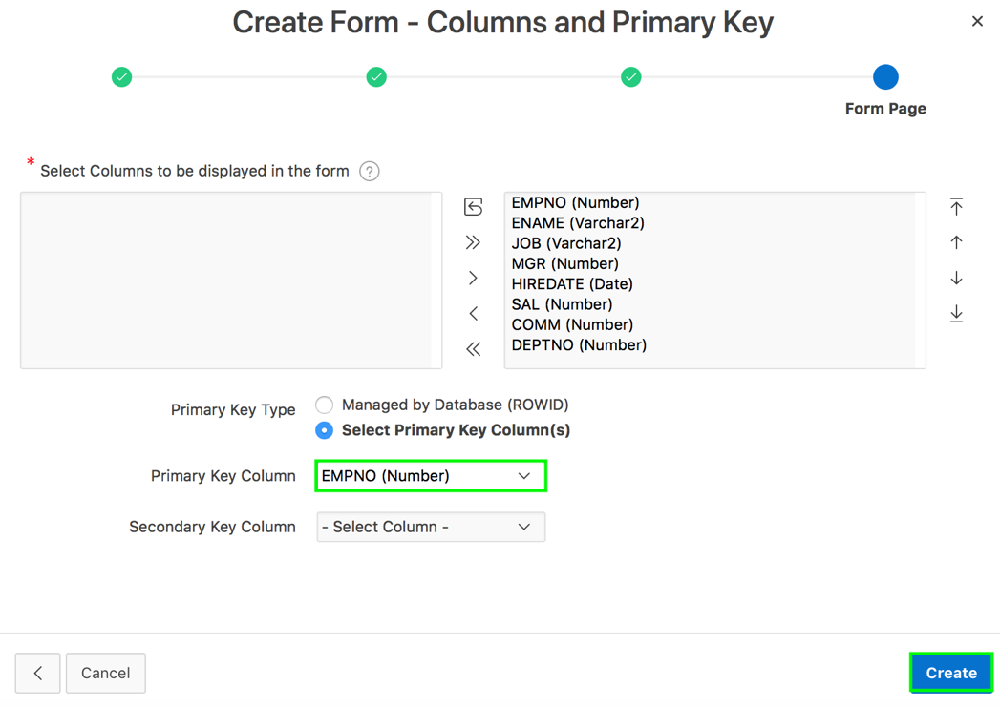 Create Form - Columns and Primary Key
Form Page
* Select Columns to be displayed in the form ?
EMPNO (Number)
ENAME (Varchar2)
JOB (Varchar2)
MGR (Number)
HIREDATE (Date)
SAL (Number)
COMM (Number)
DEPTNO (Number)
Primary Key Type
Managed by Database (ROWID)
Select Primary Key Column(s)
Primary Key Column EMPNO (Number)
Secondary Key Column - Select Column -
Cancel
Create